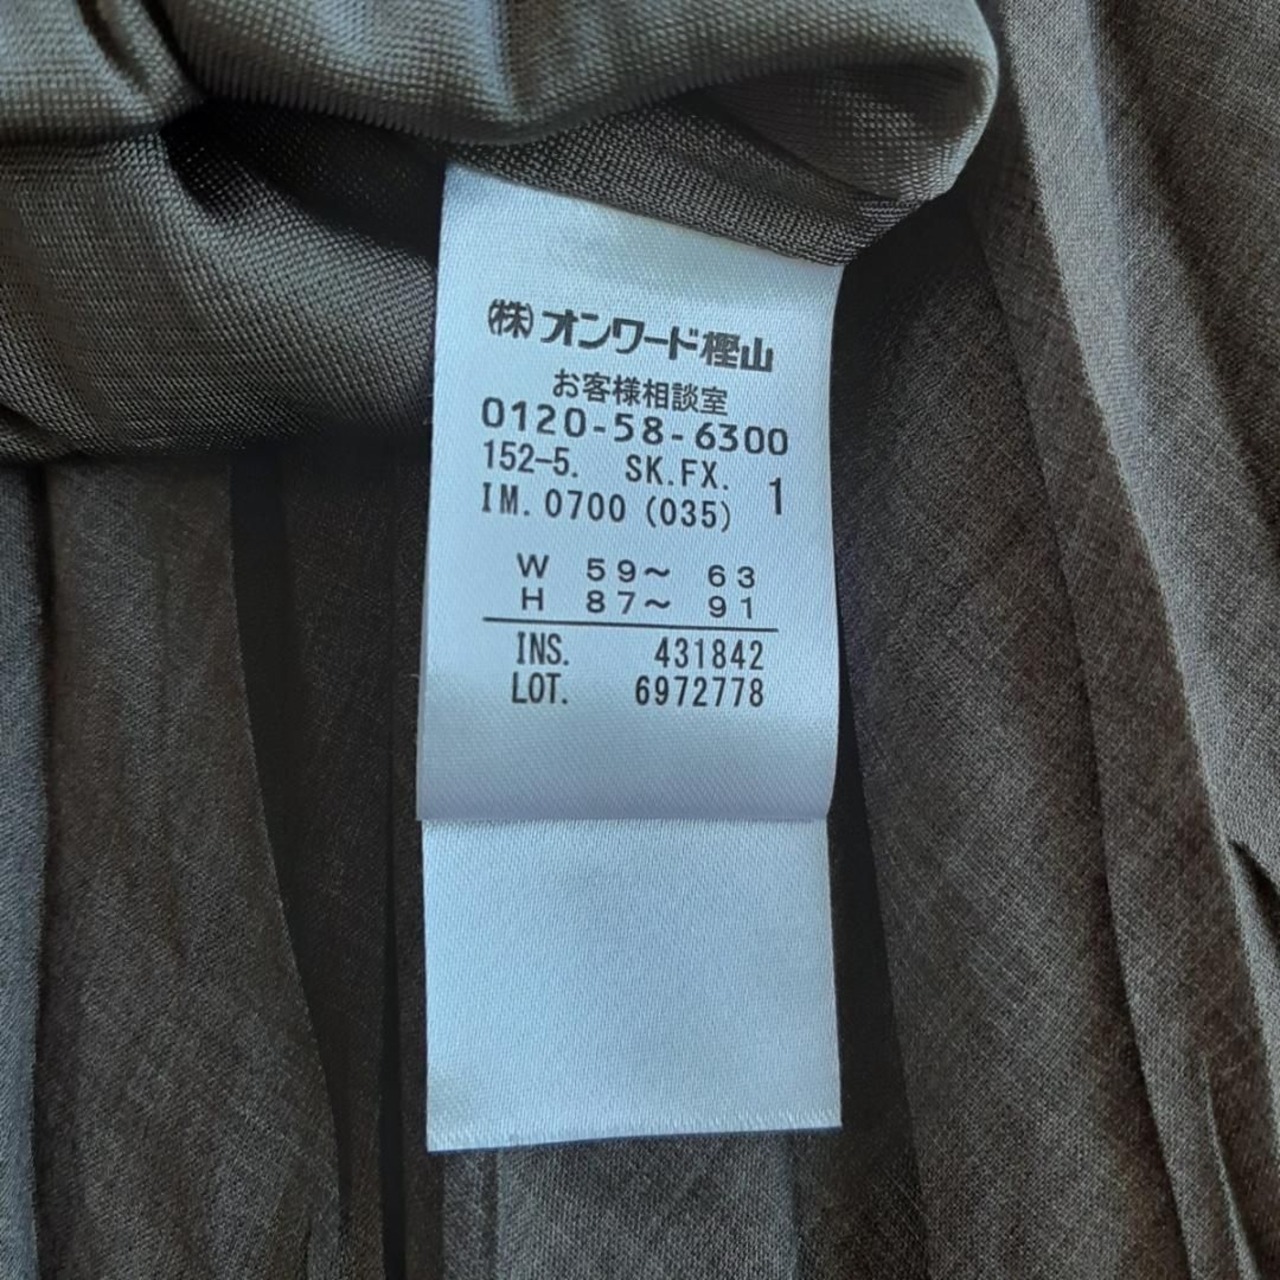 ㈱オンワード樫山
お客様相談室
0120-58-6300
152-5. SK.FX. 1
IM. 0700 (035)
W 59～ 63
H 87～ 91
INS. 431842
LOT. 6972778